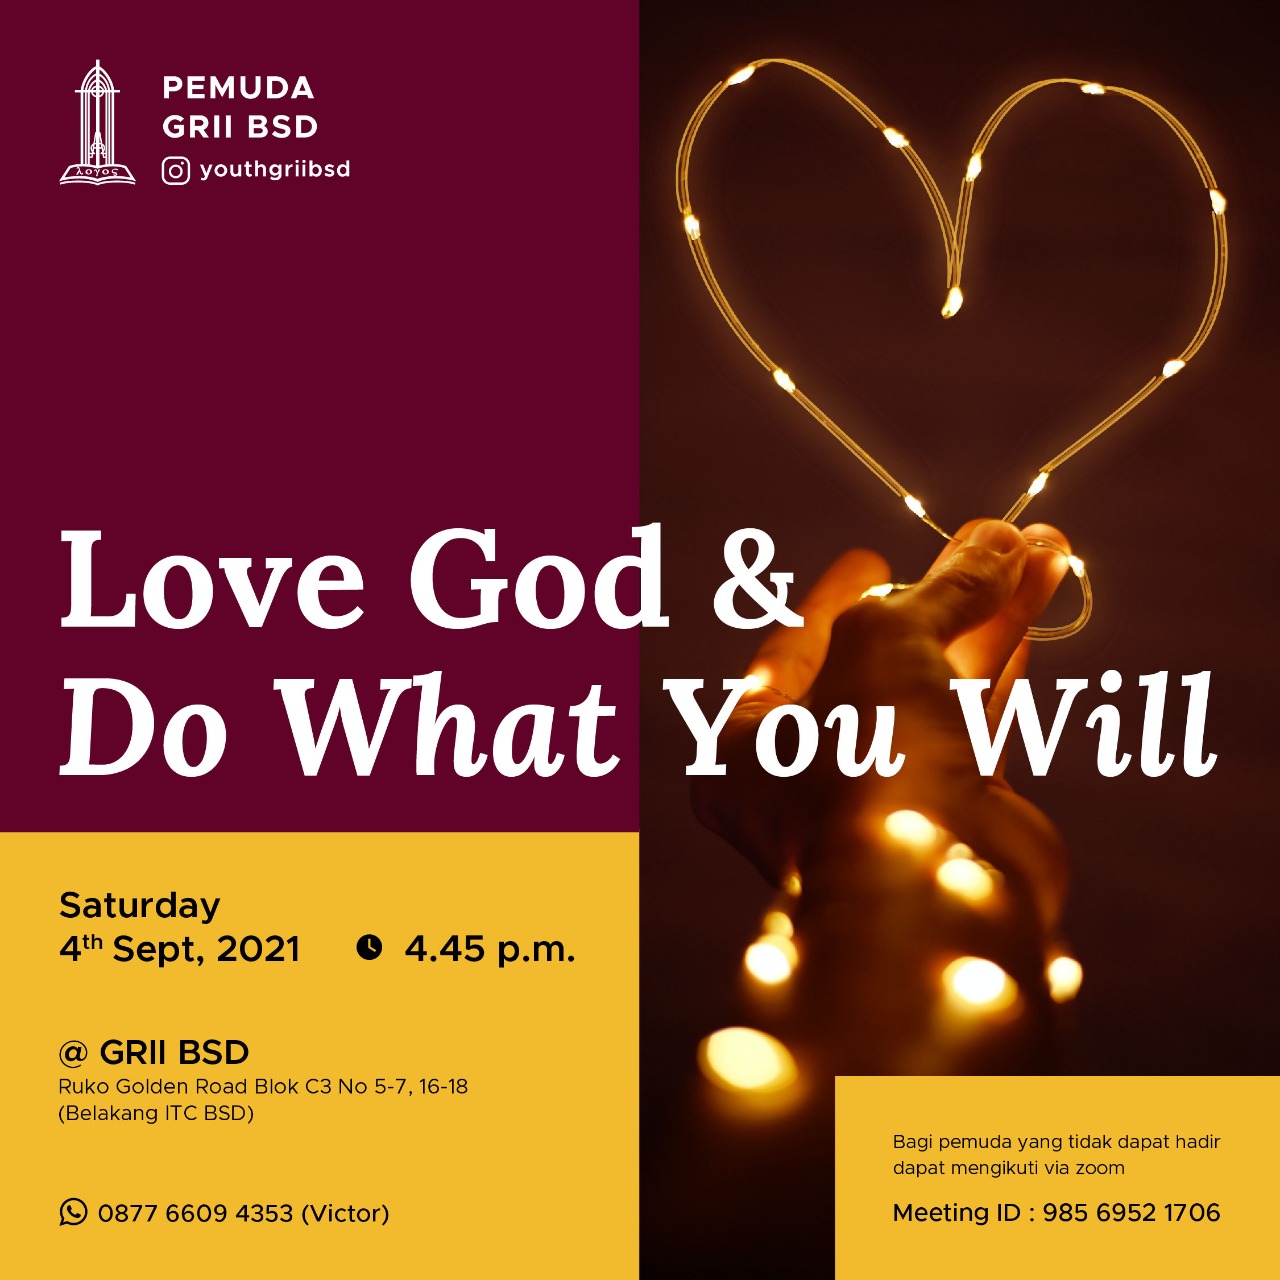 PEMUDA
GRII BSD
youthgriibsd
λογος
Love God &
Do What You Will
Saturday
4th Sept, 2021 4.45 p.m.
@ GRII BSD
Ruko Golden Road Blok C3 No 5-7, 16-18
(Belakang ITC BSD)
0877 6609 4353 (Victor)
Bagi pemuda yang tidak dapat hadir
dapat mengikuti via zoom
Meeting ID : 985 6952 1706